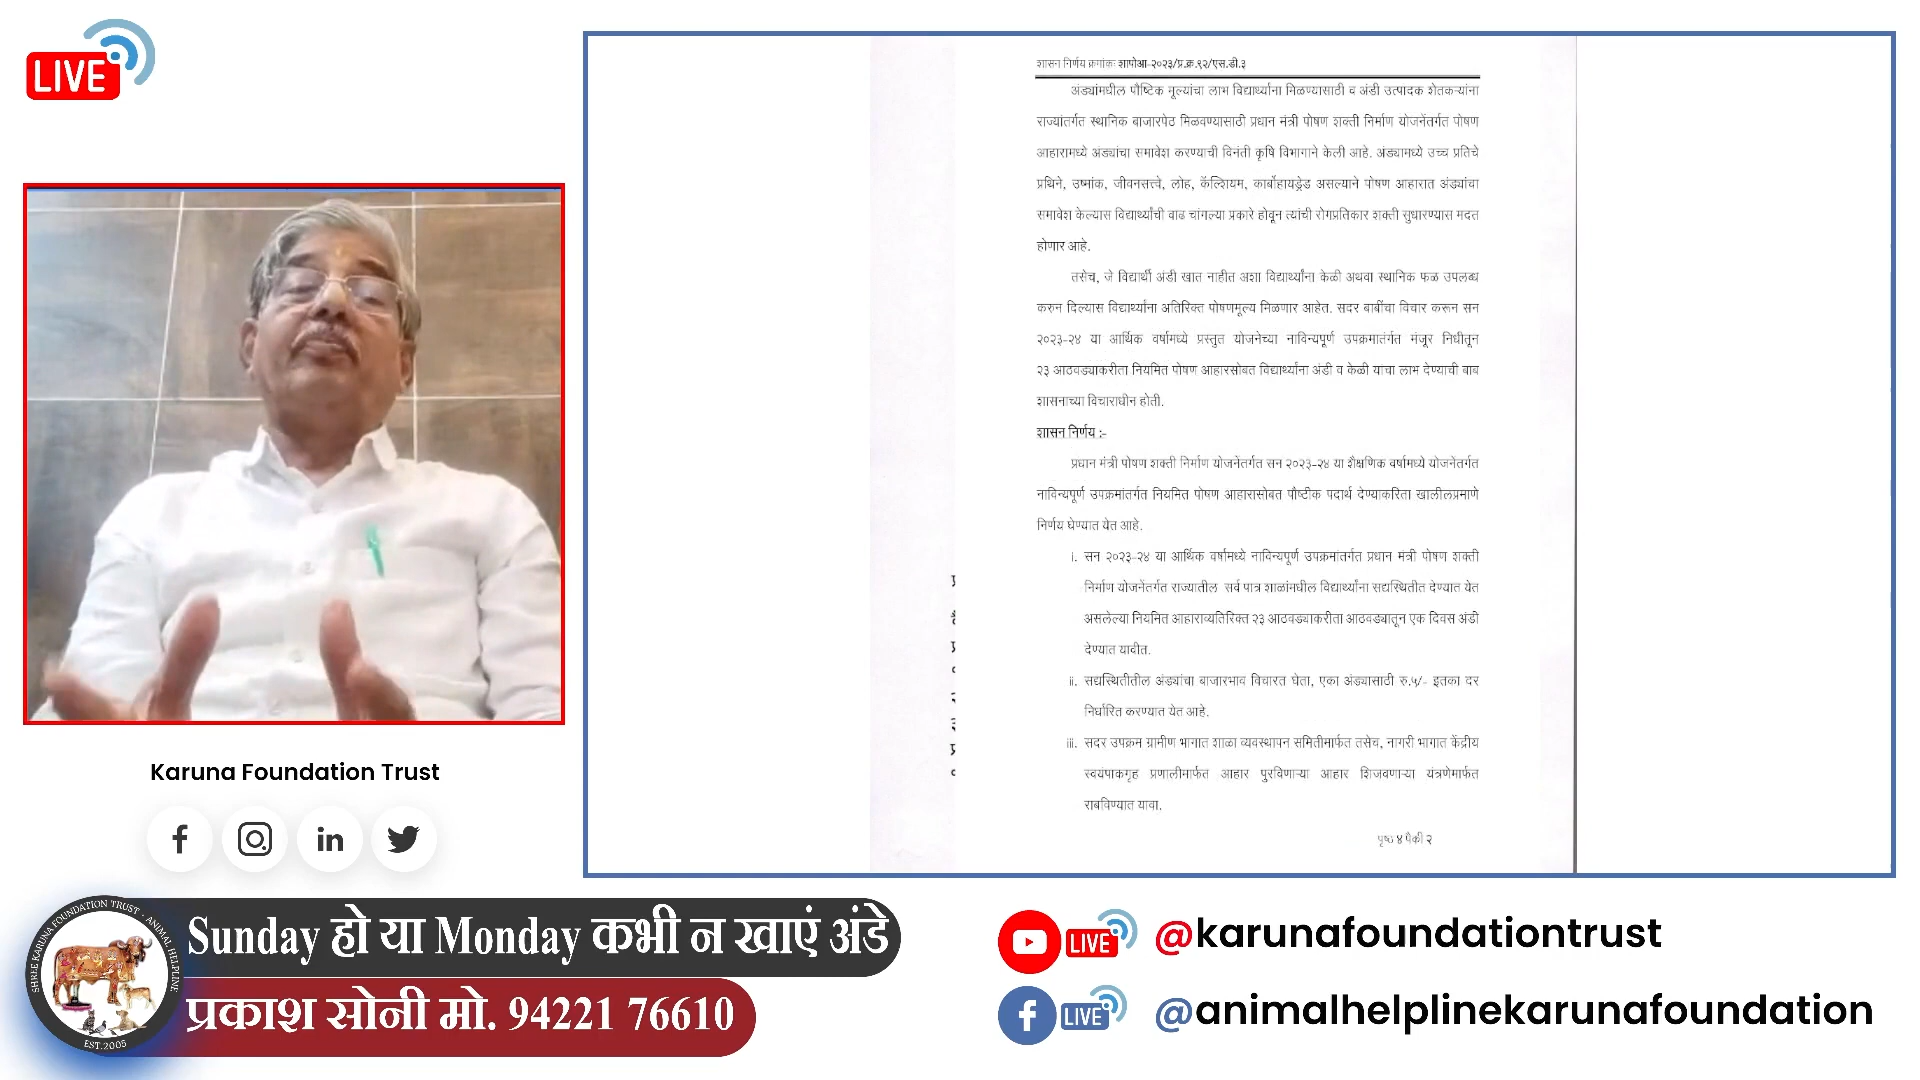 LIVE
शासन निर्णय क्रमांकः शापोआ-२०२३/प्र.क्र.९२/एस.डी.३
अंड्यांमधील पौष्टिक मूल्यांचा लाभ विद्यार्थ्यांना मिळण्यासाठी व अंडी उत्पादक शेतकऱ्यांना
राज्यांतर्गत स्थानिक बाजारपेठ मिळवण्यासाठी प्रधान मंत्री पोषण शक्ती निर्माण योजनेंतर्गत पोषण
आहारामध्ये अंड्यांचा समावेश करण्याची विनंती कृषि विभागाने केली आहे. अंड्यामध्ये उच्च प्रतिचे
प्रथिने, उष्मांक, जीवनसत्त्वे, लोह, कॅल्शियम, कार्बोहायड्रेड असल्याने पोषण आहारात अंड्यांचा
समावेश केल्यास विद्यार्थ्यांची वाढ चांगल्या प्रकारे होवून त्यांची रोगप्रतिकार शक्ती सुधारण्यास मदत
होणार आहे.
तसेच, जे विद्यार्थी अंडी खात नाहीत अशा विद्यार्थ्यांना केळी अथवा स्थानिक फळ उपलब्ध
करुन दिल्यास विद्यार्थ्यांना अतिरिक्त पोषणमूल्य मिळणार आहेत. सदर बाबींचा विचार करून सन
२०२३-२४ या आर्थिक वर्षामध्ये प्रस्तुत योजनेच्या नाविन्यपूर्ण उपक्रमातंर्गत मंजूर निधीतून
२३ आठवड्याकरीता नियमित पोषण आहारसोबत विद्यार्थ्यांना अंडी व केळी यांचा लाभ देण्याची बाब
शासनाच्या विचाराधीन होती.
शासन निर्णय :-
प्रधान मंत्री पोषण शक्ती निर्माण योजनेंतर्गत सन २०२३-२४ या शैक्षणिक वर्षामध्ये योजनेंतर्गत
नाविन्यपूर्ण उपक्रमांतर्गत नियमित पोषण आहारासोबत पौष्टीक पदार्थ देण्याकरिता खालीलप्रमाणे
निर्णय घेण्यात येत आहे.
i. सन २०२३-२४ या आर्थिक वर्षामध्ये नाविन्यपूर्ण उपक्रमांतर्गत प्रधान मंत्री पोषण शक्ती
निर्माण योजनेंतर्गत राज्यातील सर्व पात्र शाळांमधील विद्यार्थ्यांना सद्यस्थितीत देण्यात येत
असलेल्या नियमित आहाराव्यतिरिक्त २३ आठवड्याकरीता आठवड्यातून एक दिवस अंडी
देण्यात यावीत.
ii. सद्यस्थितीतील अंड्यांचा बाजारभाव विचारत घेता, एका अंड्यासाठी रु.५/- इतका दर
निर्धारित करण्यात येत आहे.
iii. सदर उपक्रम ग्रामीण भागात शाळा व्यवस्थापन समितीमार्फत तसेच, नागरी भागात केंद्रीय
स्वयंपाकगृह प्रणालीमार्फत आहार पुरविणाऱ्या आहार शिजवणाऱ्या यंत्रणेमार्फत
राबविण्यात यावा.
पृष्ठ ४ पैकी २
Karuna Foundation Trust
SHREE KARUNA FOUNDATION TRUST - ANIMAL HELPLINE
EST.2005
Sunday हो या Monday कभी न खाएं अंडे
प्रकाश सोनी मो. 94221 76610
LIVE @karunafoundationtrust
LIVE @animalhelplinekarunafoundation